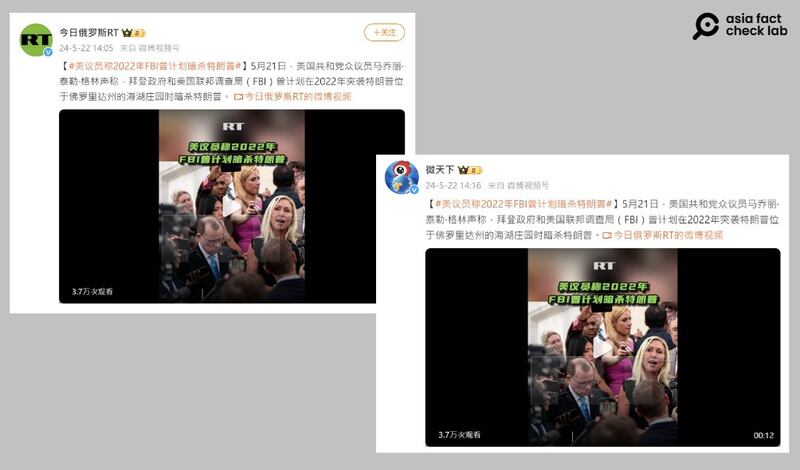 asia fact
check lab
RT
今日俄罗斯RT
24-5-22 14:05 来自 微博视频号
+关注
【#美议员称2022年FBI曾计划暗杀特朗普#】5月21日，美国共和党众议员马乔丽·
泰勒·格林声称，拜登政府和美国联邦调查局（FBI）曾计划在2022年突袭特朗普位
于佛罗里达州的海湖庄园时暗杀特朗普。 今日俄罗斯RT的微博视频
RT
美议员称2022年
FBI曾计划暗杀特朗普
3.7万次观看
微天下
24-5-22 14:16 来自 微博视频号
【#美议员称2022年FBI曾计划暗杀特朗普#】5月21日，美国共和党众议员马乔丽·
泰勒·格林声称，拜登政府和美国联邦调查局（FBI）曾计划在2022年突袭特朗普位
于佛罗里达州的海湖庄园时暗杀特朗普。 今日俄罗斯RT的微博视频
RT
美议员称2022年
FBI曾计划暗杀特朗普
3.7万次观看
00:12